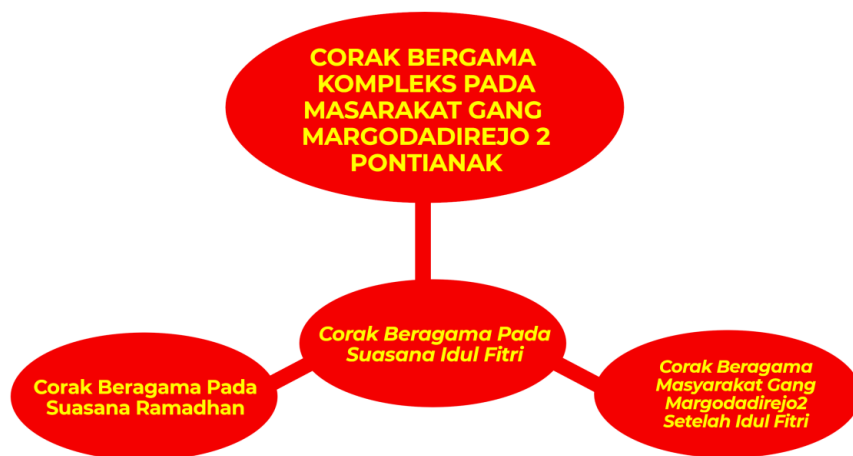 CORAK BERGAMA
KOMPLEKS PADA
MASARAKAT GANG
MARGODADIREJO 2
PONTIANAK
Corak Beragama Pada
Suasana Idul Fitri
Corak Beragama Pada
Suasana Ramadhan
Corak Beragama
Masyarakat Gang
Margodadirejo2
Setelah Idul Fitri